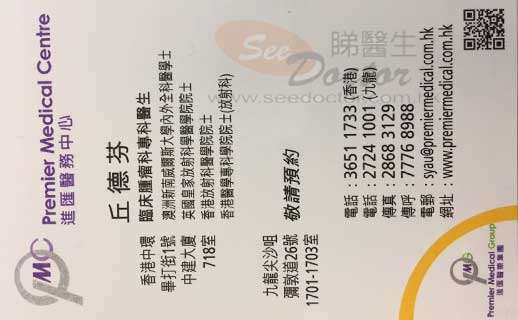 PMC
Premier Medical Centre
進匯醫務中心
丘德芬
臨床腫瘤科專科醫生
澳洲新南威爾斯大學內外全科醫學士
英國皇家放射科學醫學院院士
香港放射科醫學院院士
香港醫學專科學院院士(放射科)
香港中環
畢打街1號
中建大廈
718室
九龍尖沙咀
彌敦道26號
1701-1703室
敬請預約
電話 : 3651 1733 (香港)
電話 : 2724 1001 (九龍)
傳真 : 2868 3129
傳呼 : 7776 8988
電郵 : syau@premiermedical.com.hk
網址 : www.premiermedical.com.hk
PMG
Premier Medical Group
進匯醫療集團
See Doctor
睇醫生
www.seedoctor.com.hk